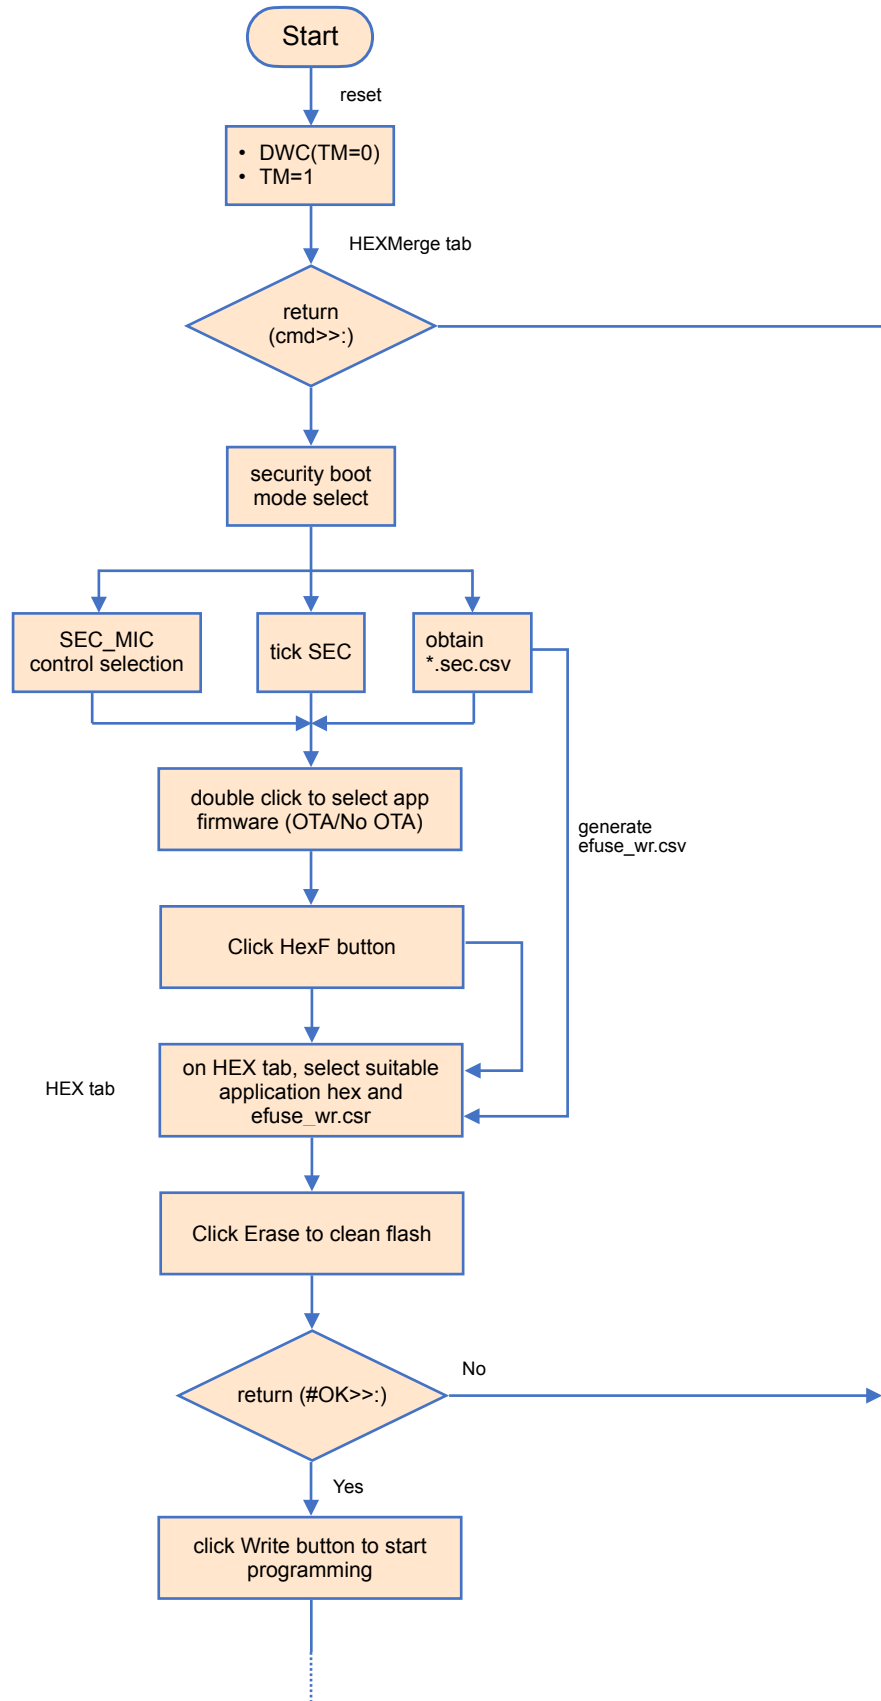 Start
reset
• DWC(TM=0)
• TM=1
HEXMerge tab
return
(cmd>>:)
security boot
mode select
SEC_MIC
control selection
tick SEC
obtain
*.sec.csv
double click to select app
firmware (OTA/No OTA)
generate
efuse_wr.csv
Click HexF button
on HEX tab, select suitable
application hex and
efuse_wr.csr
HEX tab
Click Erase to clean flash
return (#OK>>:)
No
Yes
click Write button to start
programming